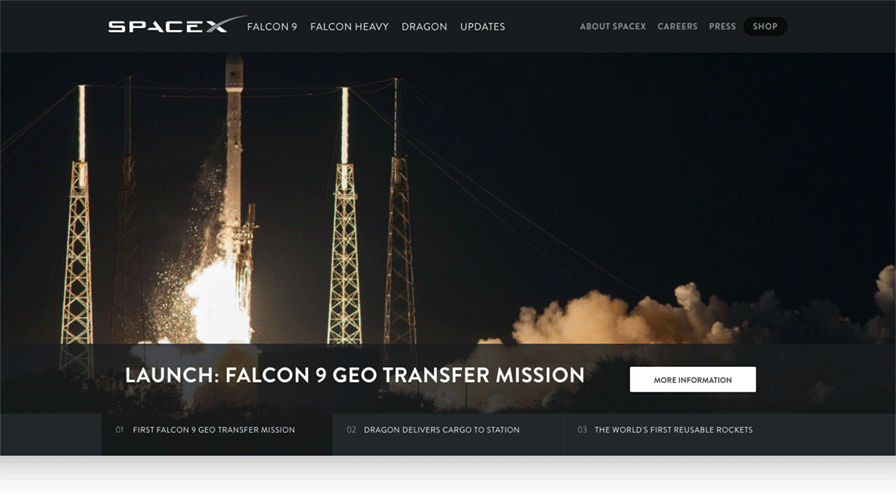 SPACEX FALCON 9 FALCON HEAVY DRAGON UPDATES ABOUT SPACEX CAREERS PRESS SHOP
LAUNCH: FALCON 9 GEO TRANSFER MISSION MORE INFORMATION
01 FIRST FALCON 9 GEO TRANSFER MISSION 02 DRAGON DELIVERS CARGO TO STATION 03 THE WORLD'S FIRST REUSABLE ROCKETS